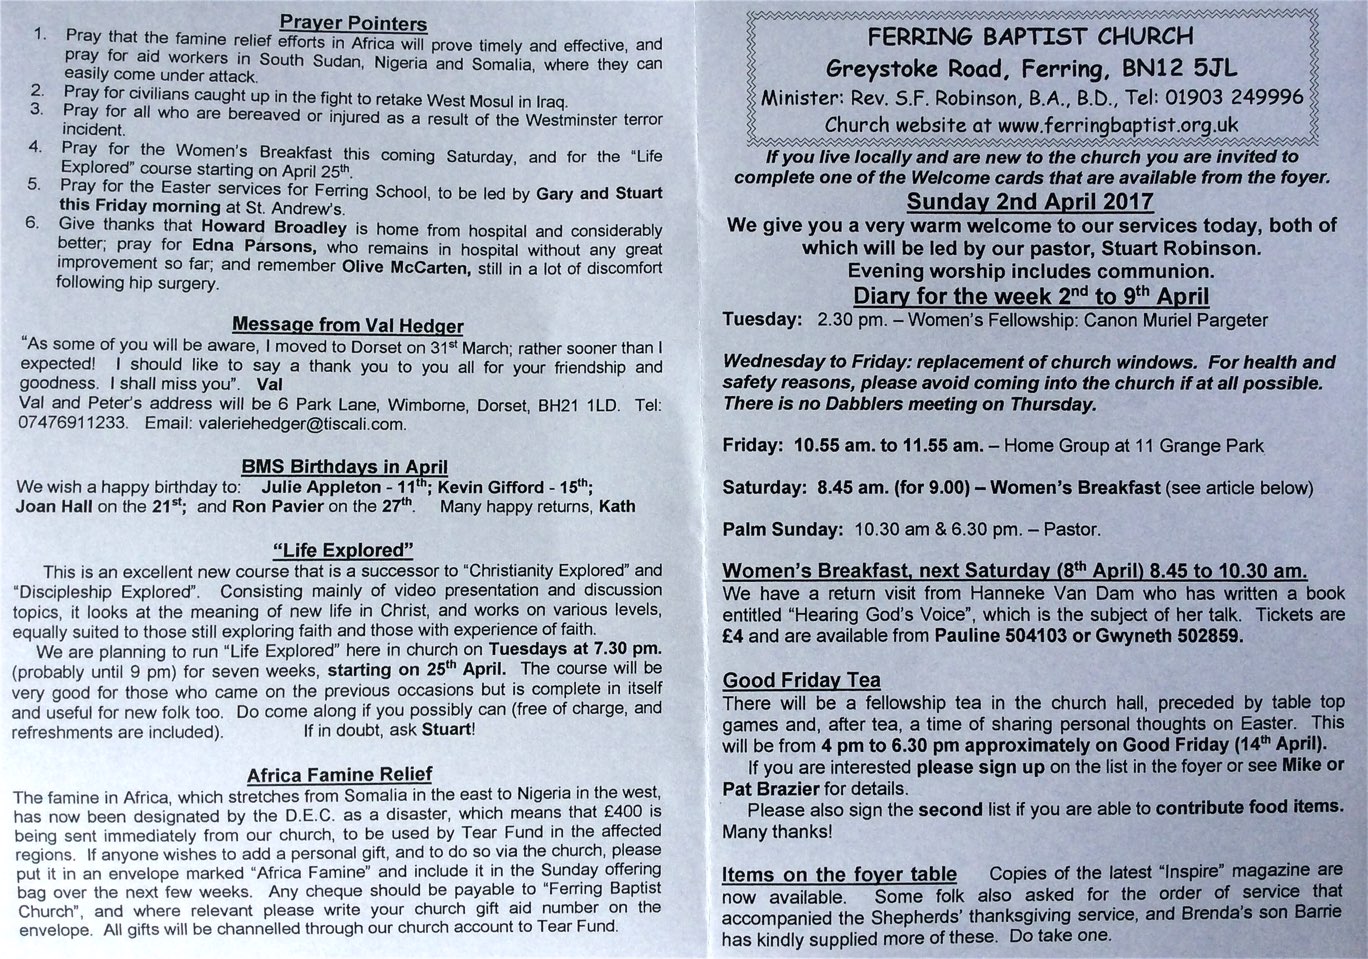 Prayer Pointers
1. Pray that the famine relief efforts in Africa will prove timely and effective, and
pray for aid workers in South Sudan, Nigeria and Somalia, where they can
easily come under attack.
2. Pray for civilians caught up in the fight to retake West Mosul in Iraq.
3. Pray for all who are bereaved or injured as a result of the Westminster terror
incident.
4. Pray for the Women's Breakfast this coming Saturday, and for the "Life
Explored" course starting on April 25th.
5. Pray for the Easter services for Ferring School, to be led by Gary and Stuart
this Friday morning at St. Andrew's.
6. Give thanks that Howard Broadley is home from hospital and considerably
better; pray for Edna Parsons, who remains in hospital without any great
improvement so far; and remember Olive McCarten, still in a lot of discomfort
following hip surgery.
Message from Val Hedger
"As some of you will be aware, I moved to Dorset on 31st March; rather sooner than I
expected! I should like to say a thank you to you all for your friendship and
goodness. I shall miss you". Val
Val and Peter's address will be 6 Park Lane, Wimborne, Dorset, BH21 1LD. Tel:
07476911233. Email: valeriehedger@tiscali.com.
BMS Birthdays in April
We wish a happy birthday to: Julie Appleton - 11th; Kevin Gifford - 15th;
Joan Hall on the 21st; and Ron Pavier on the 27th. Many happy returns, Kath
"Life Explored"
This is an excellent new course that is a successor to "Christianity Explored" and
"Discipleship Explored". Consisting mainly of video presentation and discussion
topics, it looks at the meaning of new life in Christ, and works on various levels,
equally suited to those still exploring faith and those with experience of faith.
We are planning to run "Life Explored" here in church on Tuesdays at 7.30 pm.
(probably until 9 pm) for seven weeks, starting on 25th April. The course will be
very good for those who came on the previous occasions but is complete in itself
and useful for new folk too. Do come along if you possibly can (free of charge, and
refreshments are included). If in doubt, ask Stuart!
Africa Famine Relief
The famine in Africa, which stretches from Somalia in the east to Nigeria in the west,
has now been designated by the D.E.C. as a disaster, which means that £400 is
being sent immediately from our church, to be used by Tear Fund in the affected
regions. If anyone wishes to add a personal gift, and to do so via the church, please
put it in an envelope marked "Africa Famine" and include it in the Sunday offering
bag over the next few weeks. Any cheque should be payable to "Ferring Baptist
Church", and where relevant please write your church gift aid number on the
envelope. All gifts will be channelled through our church account to Tear Fund.
FERRING BAPTIST CHURCH
Greystoke Road, Ferring, BN12 5JL
Minister: Rev. S.F. Robinson, B.A., B.D., Tel: 01903 249996
Church website at www.ferringbaptist.org.uk
If you live locally and are new to the church you are invited to
complete one of the Welcome cards that are available from the foyer.
Sunday 2nd April 2017
We give you a very warm welcome to our services today, both of
which will be led by our pastor, Stuart Robinson.
Evening worship includes communion.
Diary for the week 2nd to 9th April
Tuesday: 2.30 pm. – Women's Fellowship: Canon Muriel Pargeter
Wednesday to Friday: replacement of church windows. For health and
safety reasons, please avoid coming into the church if at all possible.
There is no Dabblers meeting on Thursday.
Friday: 10.55 am. to 11.55 am. – Home Group at 11 Grange Park
Saturday: 8.45 am. (for 9.00) – Women's Breakfast (see article below)
Palm Sunday: 10.30 am & 6.30 pm. – Pastor.
Women's Breakfast, next Saturday (8th April) 8.45 to 10.30 am.
We have a return visit from Hanneke Van Dam who has written a book
entitled "Hearing God's Voice", which is the subject of her talk. Tickets are
£4 and are available from Pauline 504103 or Gwyneth 502859.
Good Friday Tea
There will be a fellowship tea in the church hall, preceded by table top
games and, after tea, a time of sharing personal thoughts on Easter. This
will be from 4 pm to 6.30 pm approximately on Good Friday (14th April).
If you are interested please sign up on the list in the foyer or see Mike or
Pat Brazier for details.
Please also sign the second list if you are able to contribute food items.
Many thanks!
Items on the foyer table Copies of the latest "Inspire" magazine are
now available. Some folk also asked for the order of service that
accompanied the Shepherds' thanksgiving service, and Brenda's son Barrie
has kindly supplied more of these. Do take one.